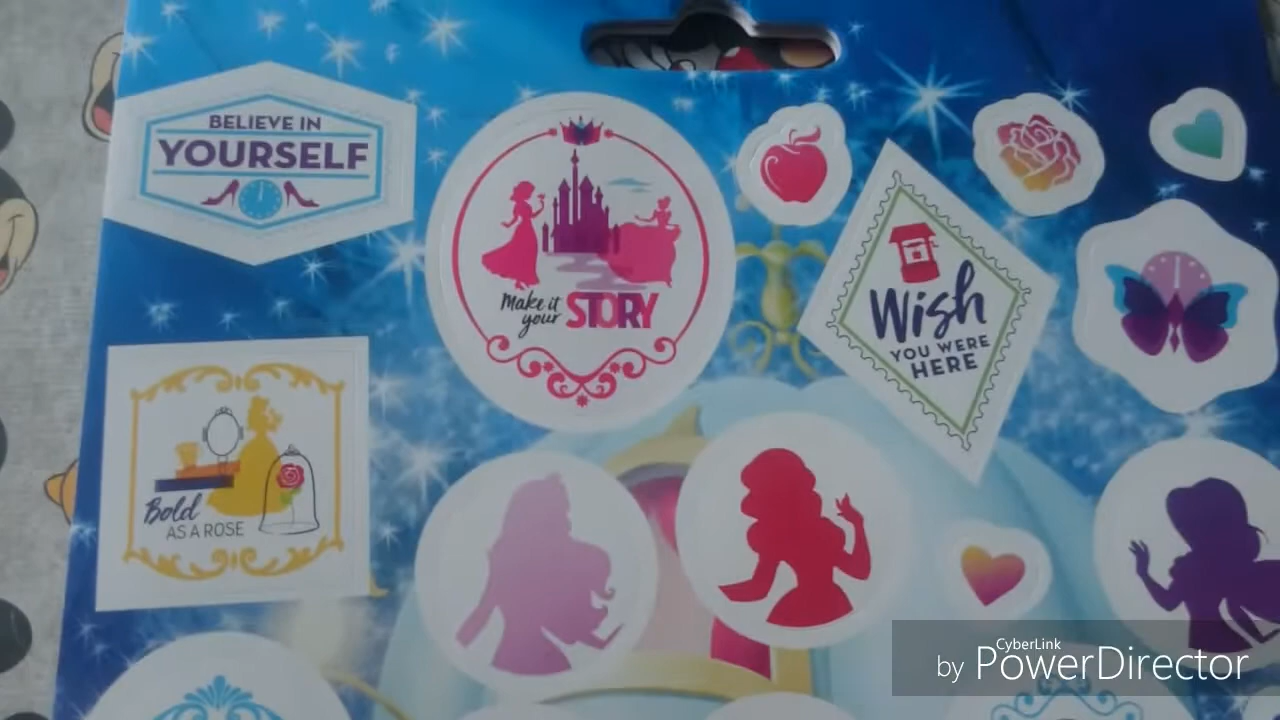 BELIEVE IN
YOURSELF
Make it
your STORY
Wish
YOU WERE
HERE
Bold
AS A ROSE
CyberLink
by PowerDirector